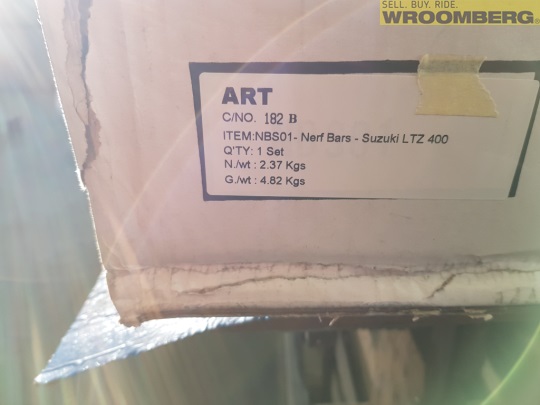 SELL. BUY. RIDE.
WROOMBERG
ART
C/NO. 182 B
ITEM:NBS01- Nerf Bars - Suzuki LTZ 400
Q'TY: 1 Set
N./wt : 2.37 Kgs
G./wt : 4.82 Kgs